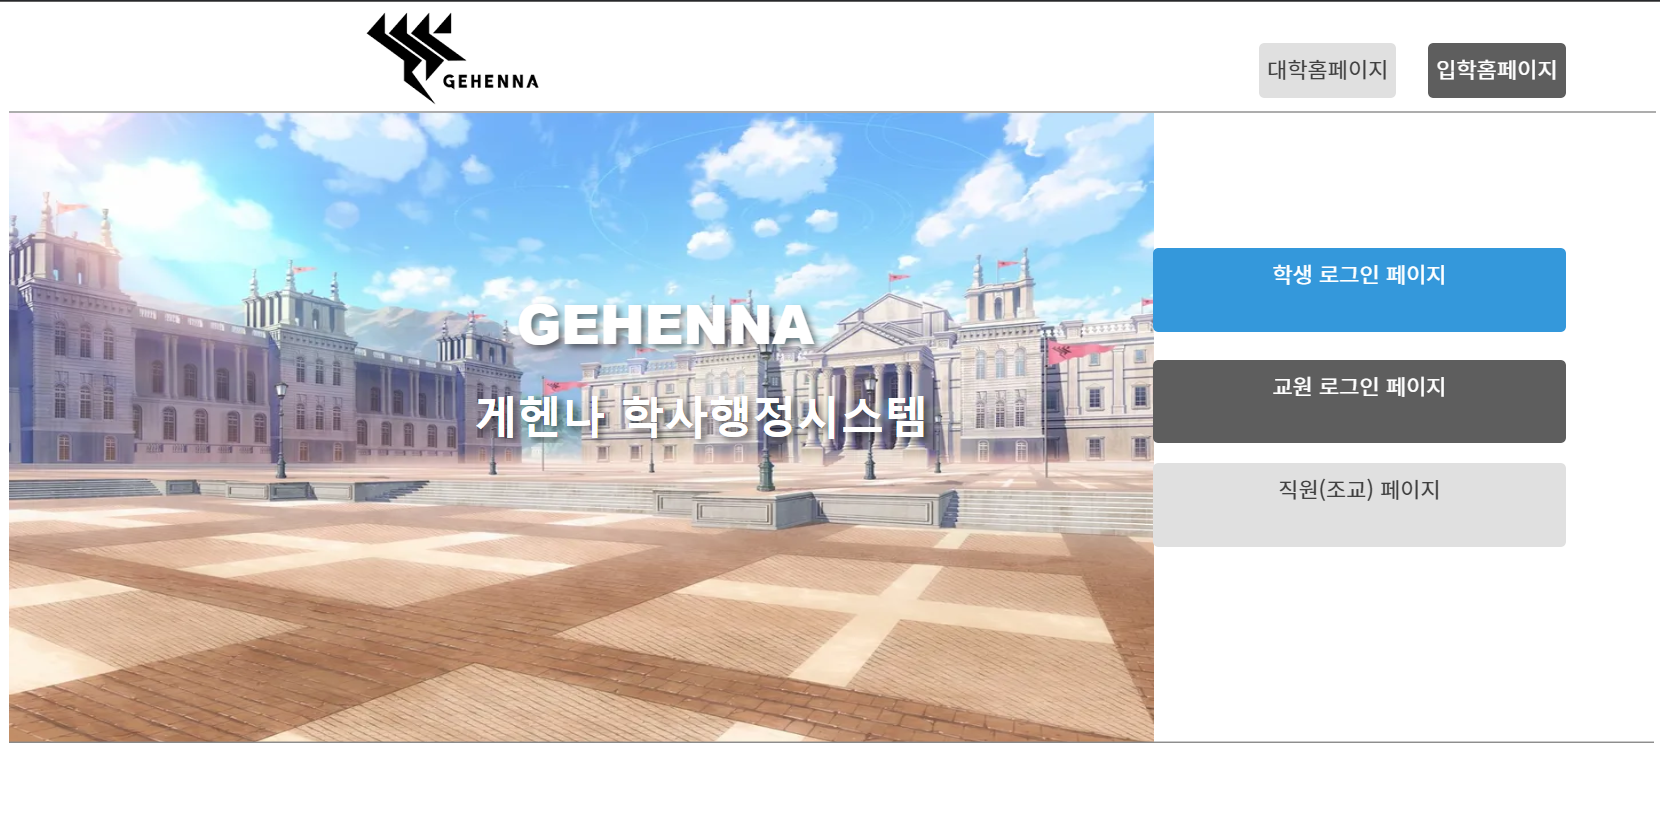 GEHENNA
대학홈페이지
입학홈페이지
GEHENNA
게헨나 학사행정시스템
학생 로그인 페이지
교원 로그인 페이지
직원(조교) 페이지